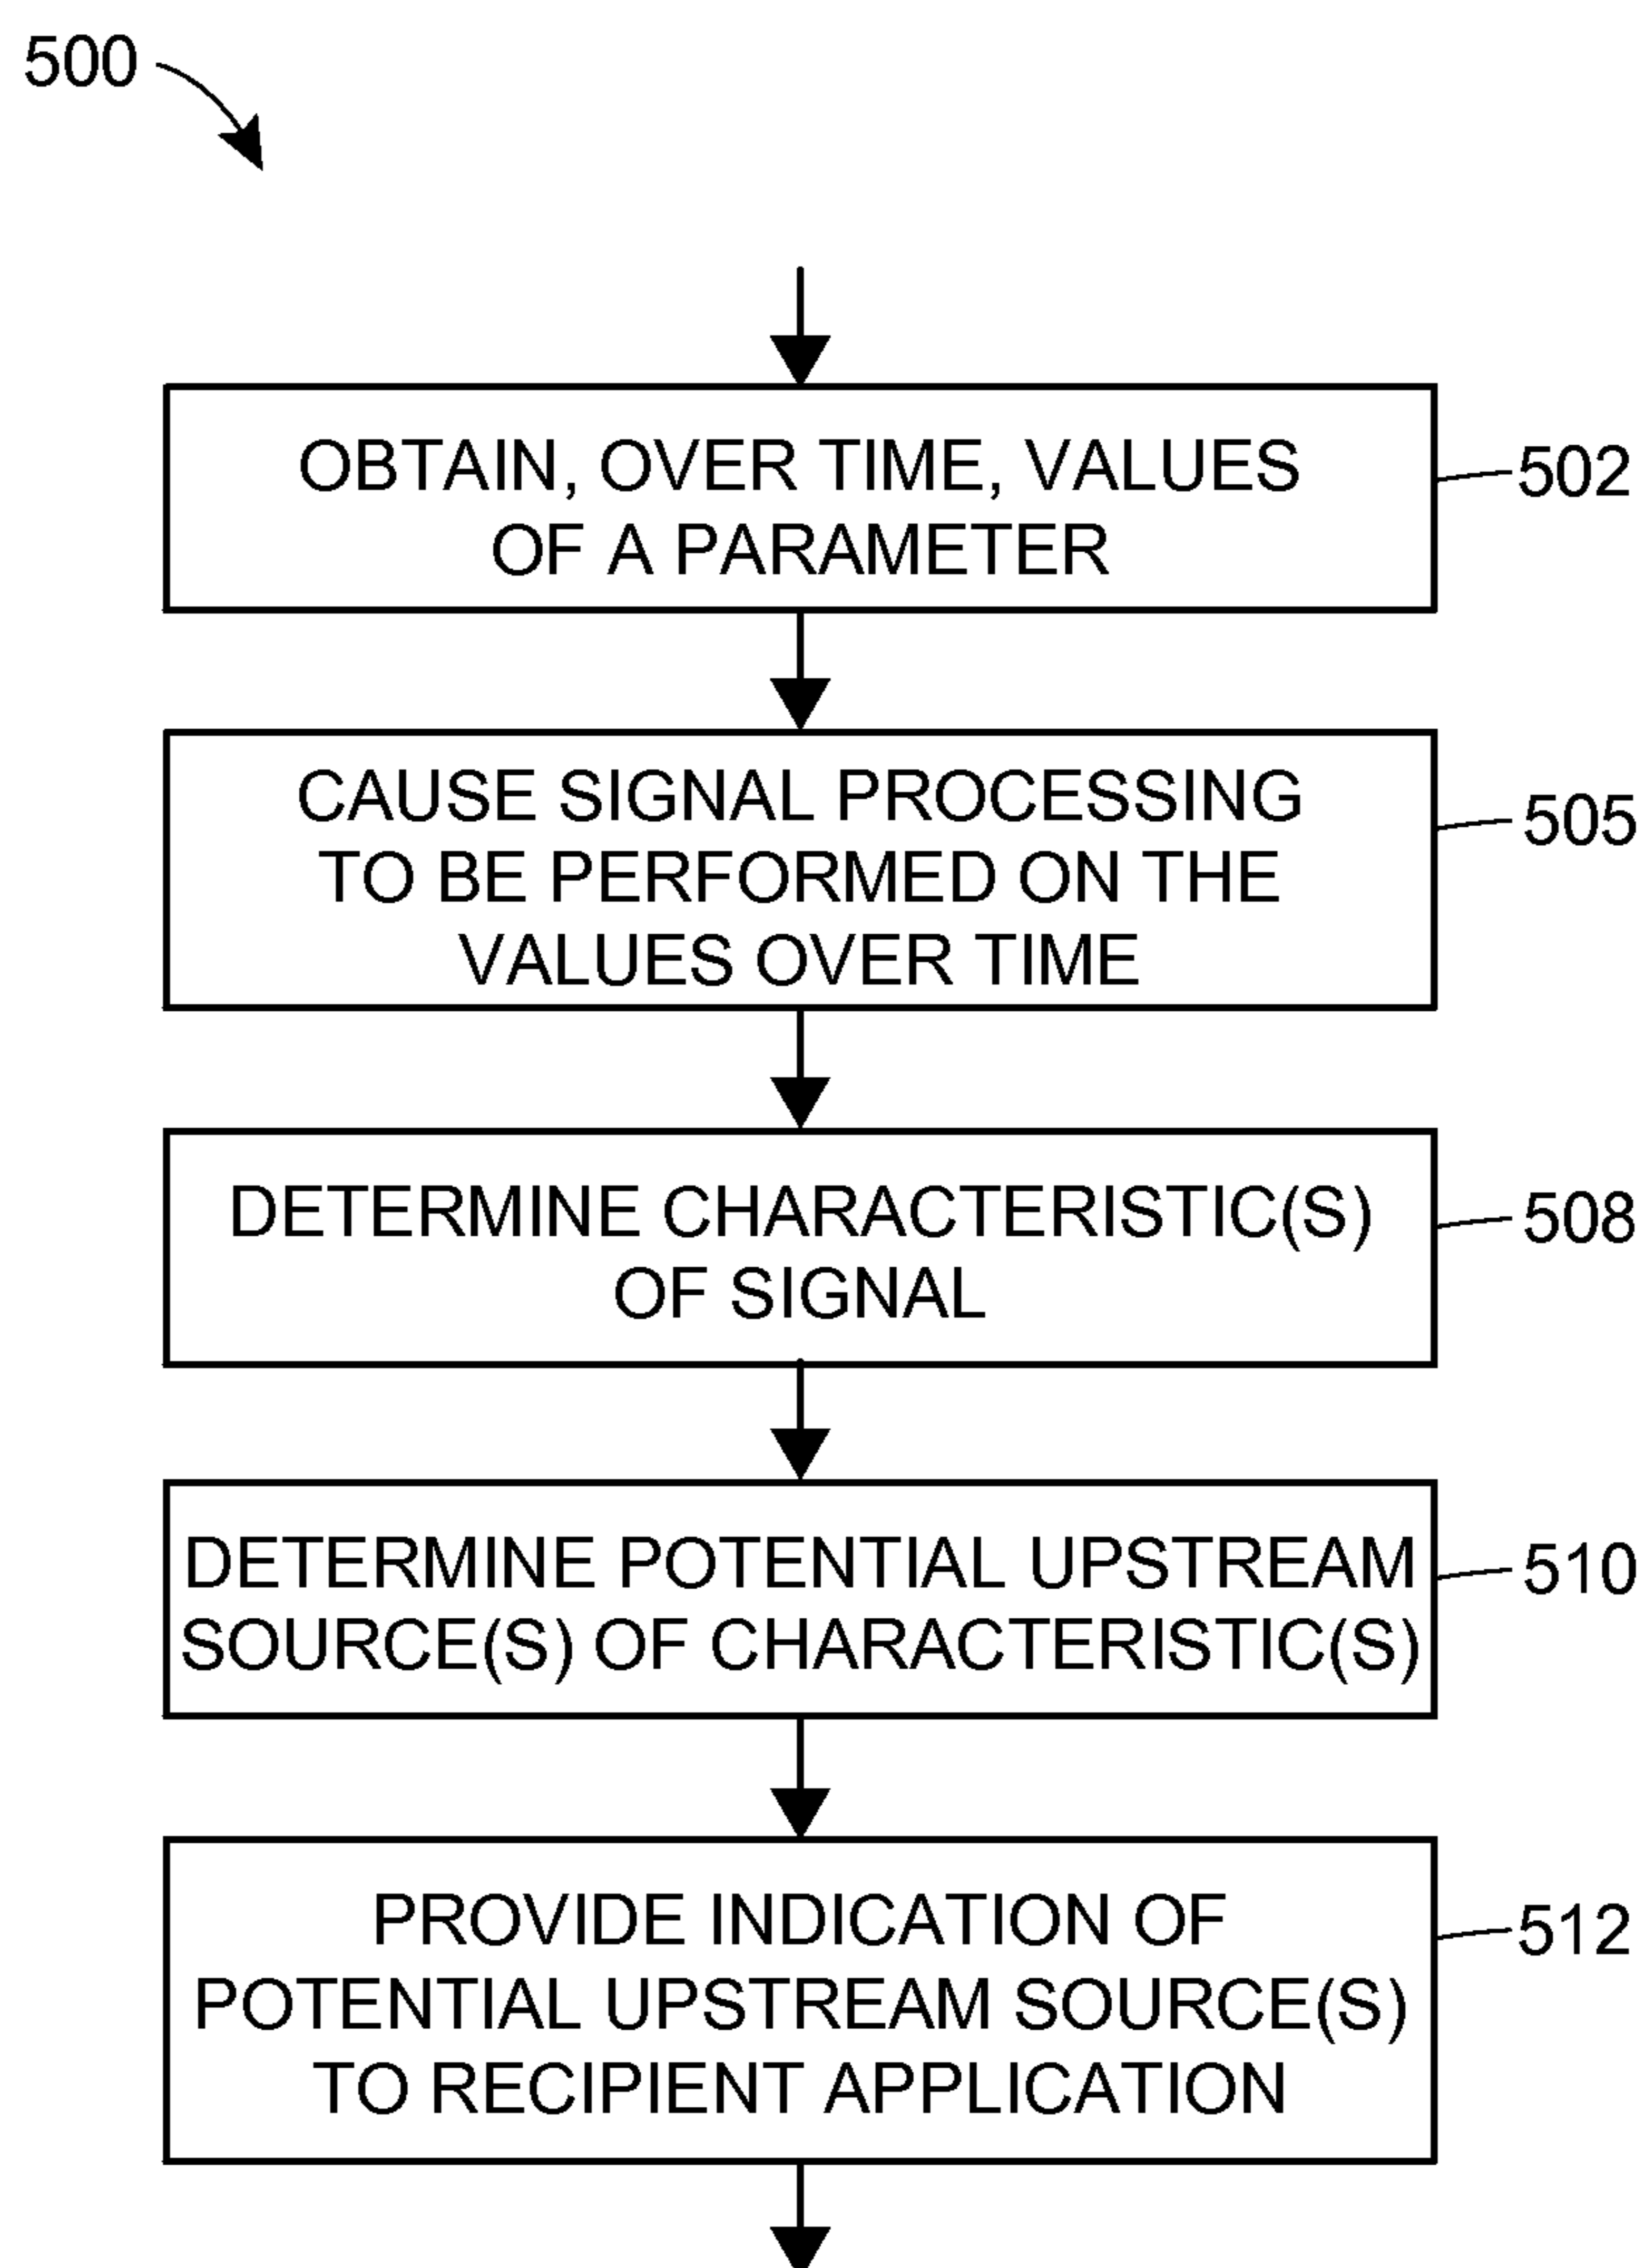 500
OBTAIN, OVER TIME, VALUES
OF A PARAMETER
502
CAUSE SIGNAL PROCESSING
TO BE PERFORMED ON THE
VALUES OVER TIME
505
DETERMINE CHARACTERISTIC(S)
OF SIGNAL
508
DETERMINE POTENTIAL UPSTREAM
SOURCE(S) OF CHARACTERISTIC(S)
510
PROVIDE INDICATION OF
POTENTIAL UPSTREAM SOURCE(S)
TO RECIPIENT APPLICATION
512